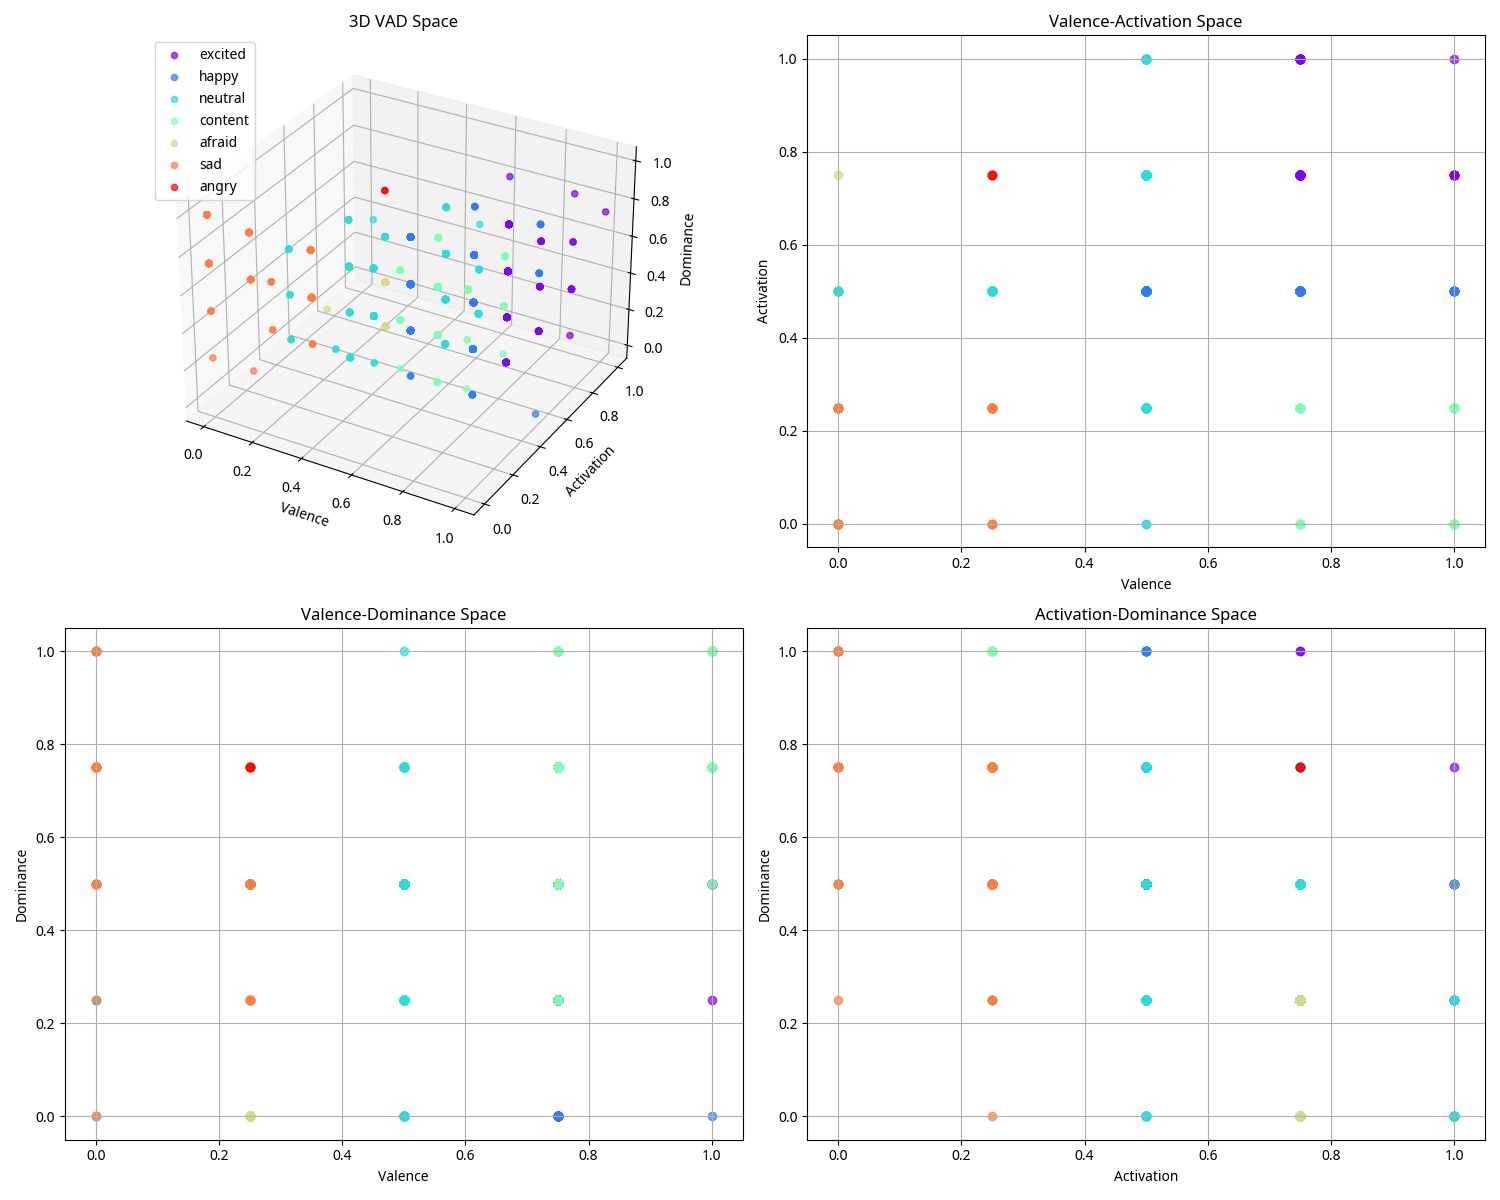 3D VAD Space
excited
happy
neutral
content
afraid
sad
angry
1.0
0.8
0.6
0.4
0.2
0.0
Dominance
1.0
0.8
0.6
0.4
0.2
0.0
Activation
0.0
0.2
0.4
0.6
0.8
1.0
Valence
Valence-Activation Space
1.0
0.8
0.6
0.4
0.2
0.0
Activation
0.0 0.2 0.4 0.6 0.8 1.0
Valence
Valence-Dominance Space
1.0
0.8
0.6
0.4
0.2
0.0
Dominance
0.0 0.2 0.4 0.6 0.8 1.0
Valence
Activation-Dominance Space
1.0
0.8
0.6
0.4
0.2
0.0
Dominance
0.0 0.2 0.4 0.6 0.8 1.0
Activation